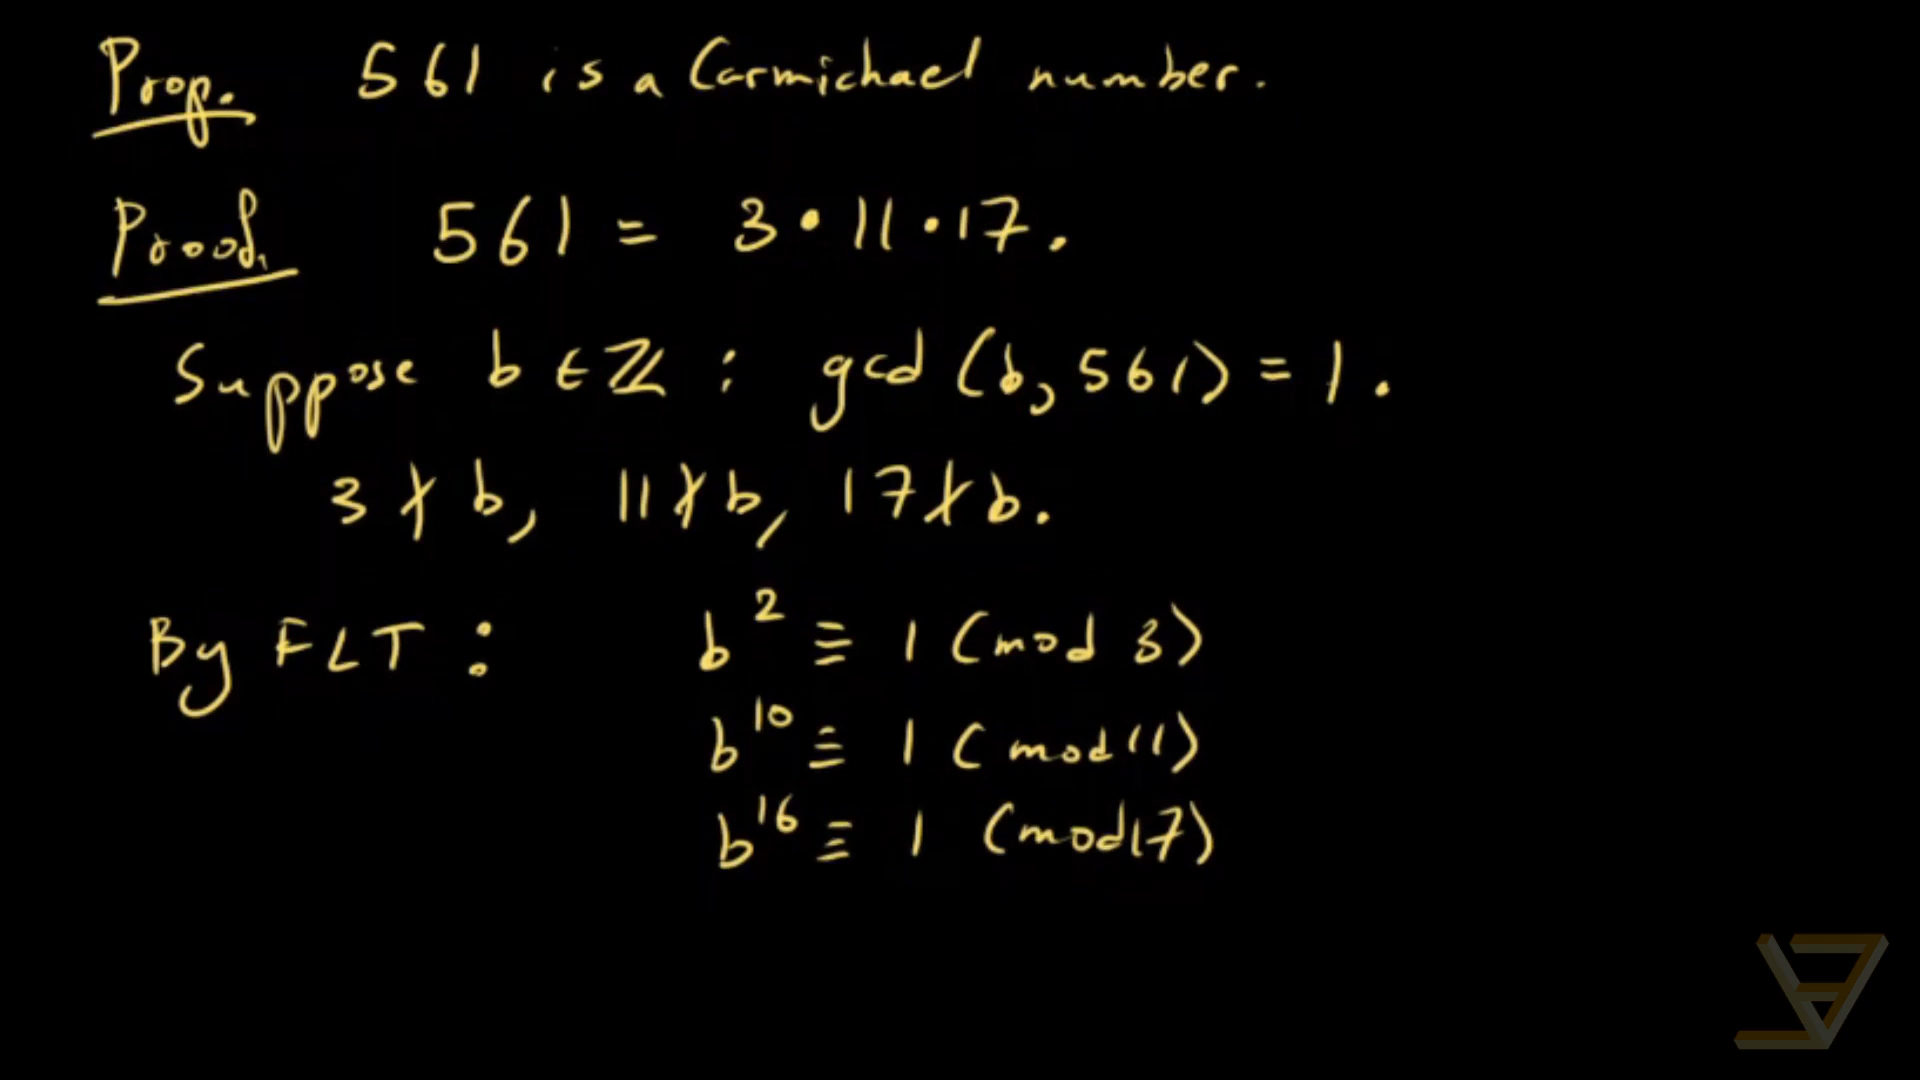 Prop. 561 is a Carmichael number.
Proof. 561 = 3 • 11 • 17.
Suppose b ∈ ℤ : gcd (b, 561) = 1.
3 ∤ b, 11 ∤ b, 17 ∤ b.
By FLT : b² ≡ 1 (mod 3)
b¹⁰ ≡ 1 (mod 11)
b¹⁶ ≡ 1 (mod 17)